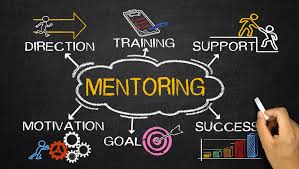 DIRECTION
TRAINING
SUPPORT
MENTORING
MOTIVATION
GOAL
SUCCESS